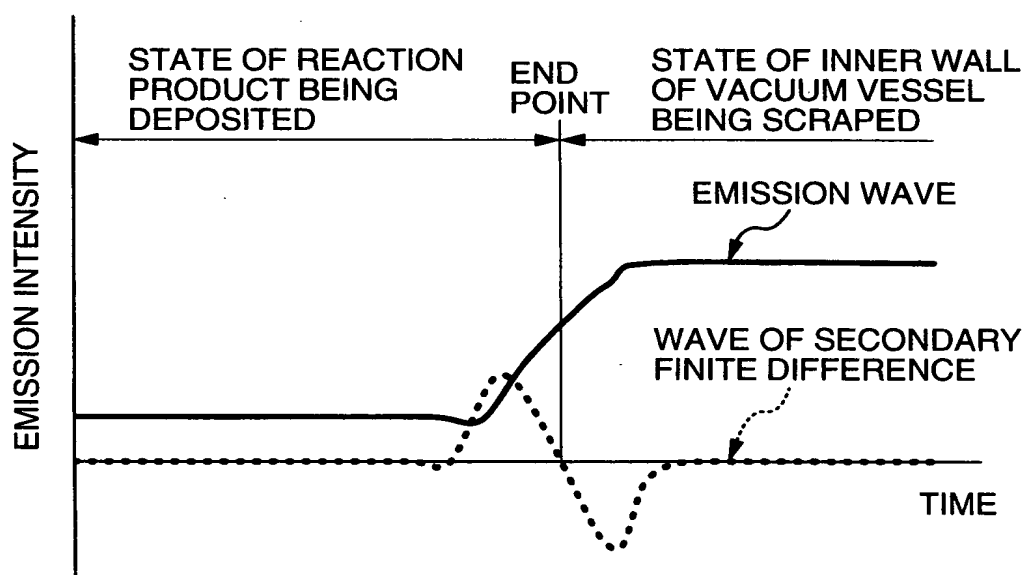 STATE OF REACTION
PRODUCT BEING
DEPOSITED
END
POINT
STATE OF INNER WALL
OF VACUUM VESSEL
BEING SCRAPED
EMISSION INTENSITY
EMISSION WAVE
WAVE OF SECONDARY
FINITE DIFFERENCE
TIME